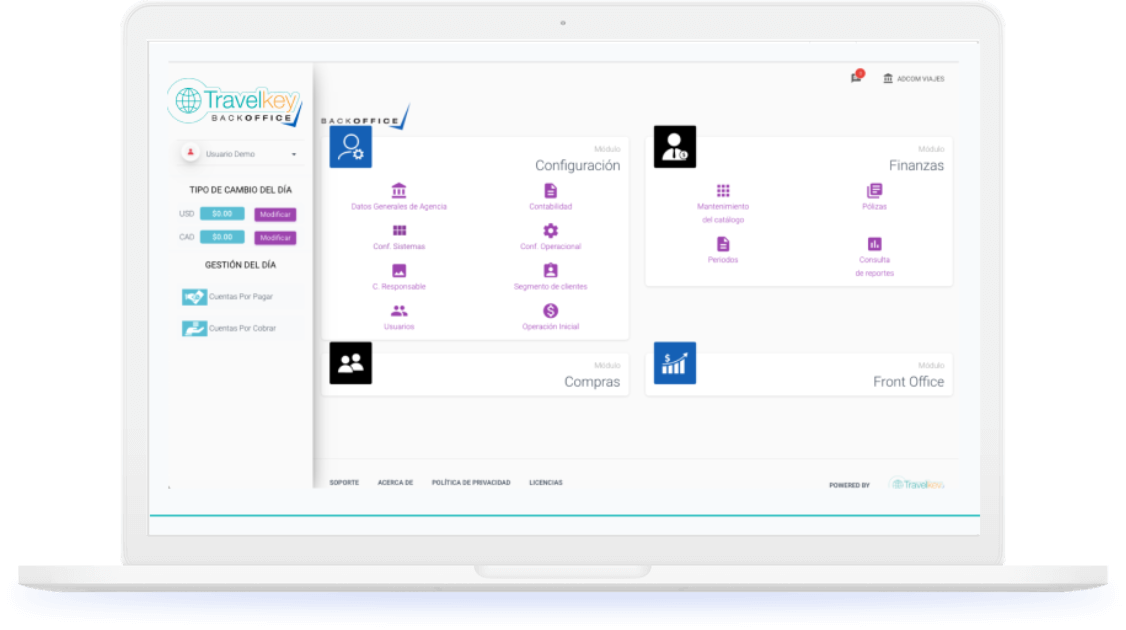 ADCOM VIAJES
Travelkey
BACKOFFICE
BACKOFFICE
Usuario Demo
TIPO DE CAMBIO DEL DÍA
USD $0.00 Modificar
CAD $0.00 Modificar
GESTIÓN DEL DÍA
Cuentas Por Pagar
Cuentas Por Cobrar
Módulo
Configuración
Datos Generales de Agencia
Contabilidad
Conf. Sistemas
Conf. Operacional
C. Responsable
Segmento de clientes
Usuarios
Operación Inicial
Módulo
Finanzas
Mantenimiento
del catálogo
Pólizas
Periodos
Consulta
de reportes
Módulo
Compras
Módulo
Front Office
SOPORTE ACERCA DE POLÍTICA DE PRIVACIDAD LICENCIAS
POWERED BY Travelkey